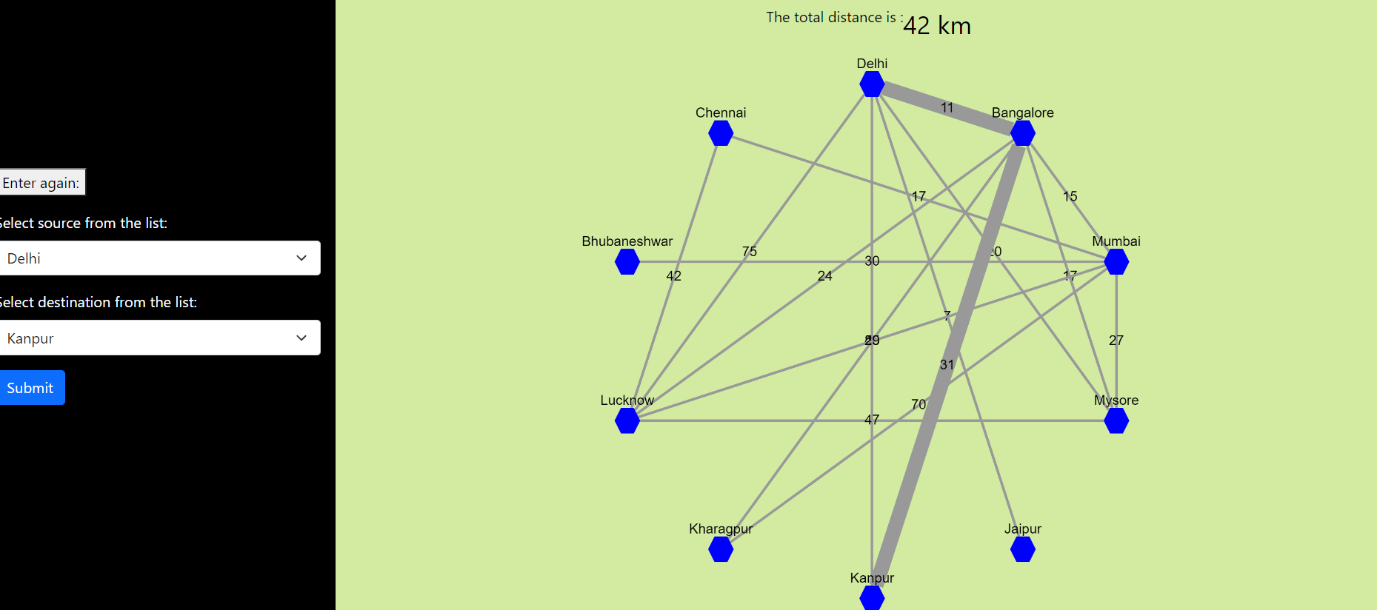 The total distance is :42 km
Enter again:
Select source from the list:
Delhi
Select destination from the list:
Kanpur
Submit
Delhi
11
Chennai
Bangalore
17
15
Bhubaneshwar
Mumbai
75
30
20
42
24
17
7
29
27
31
Lucknow
70
Mysore
47
Kharagpur
Jaipur
Kanpur